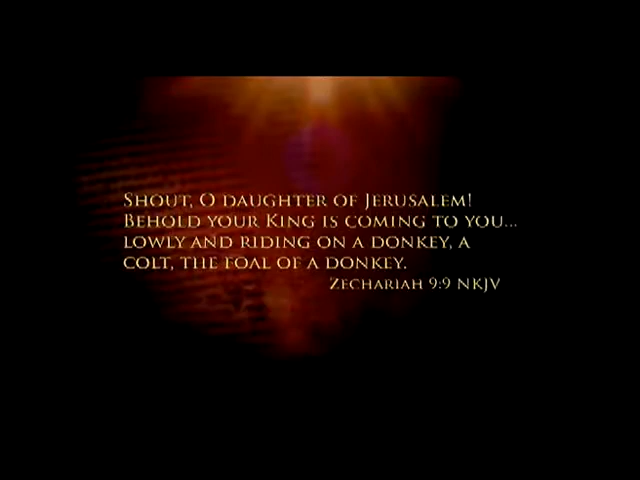 Shout, O daughter of Jerusalem!
Behold your King is coming to you...
lowly and riding on a donkey, a
colt, the foal of a donkey.
Zechariah 9:9 NKJV